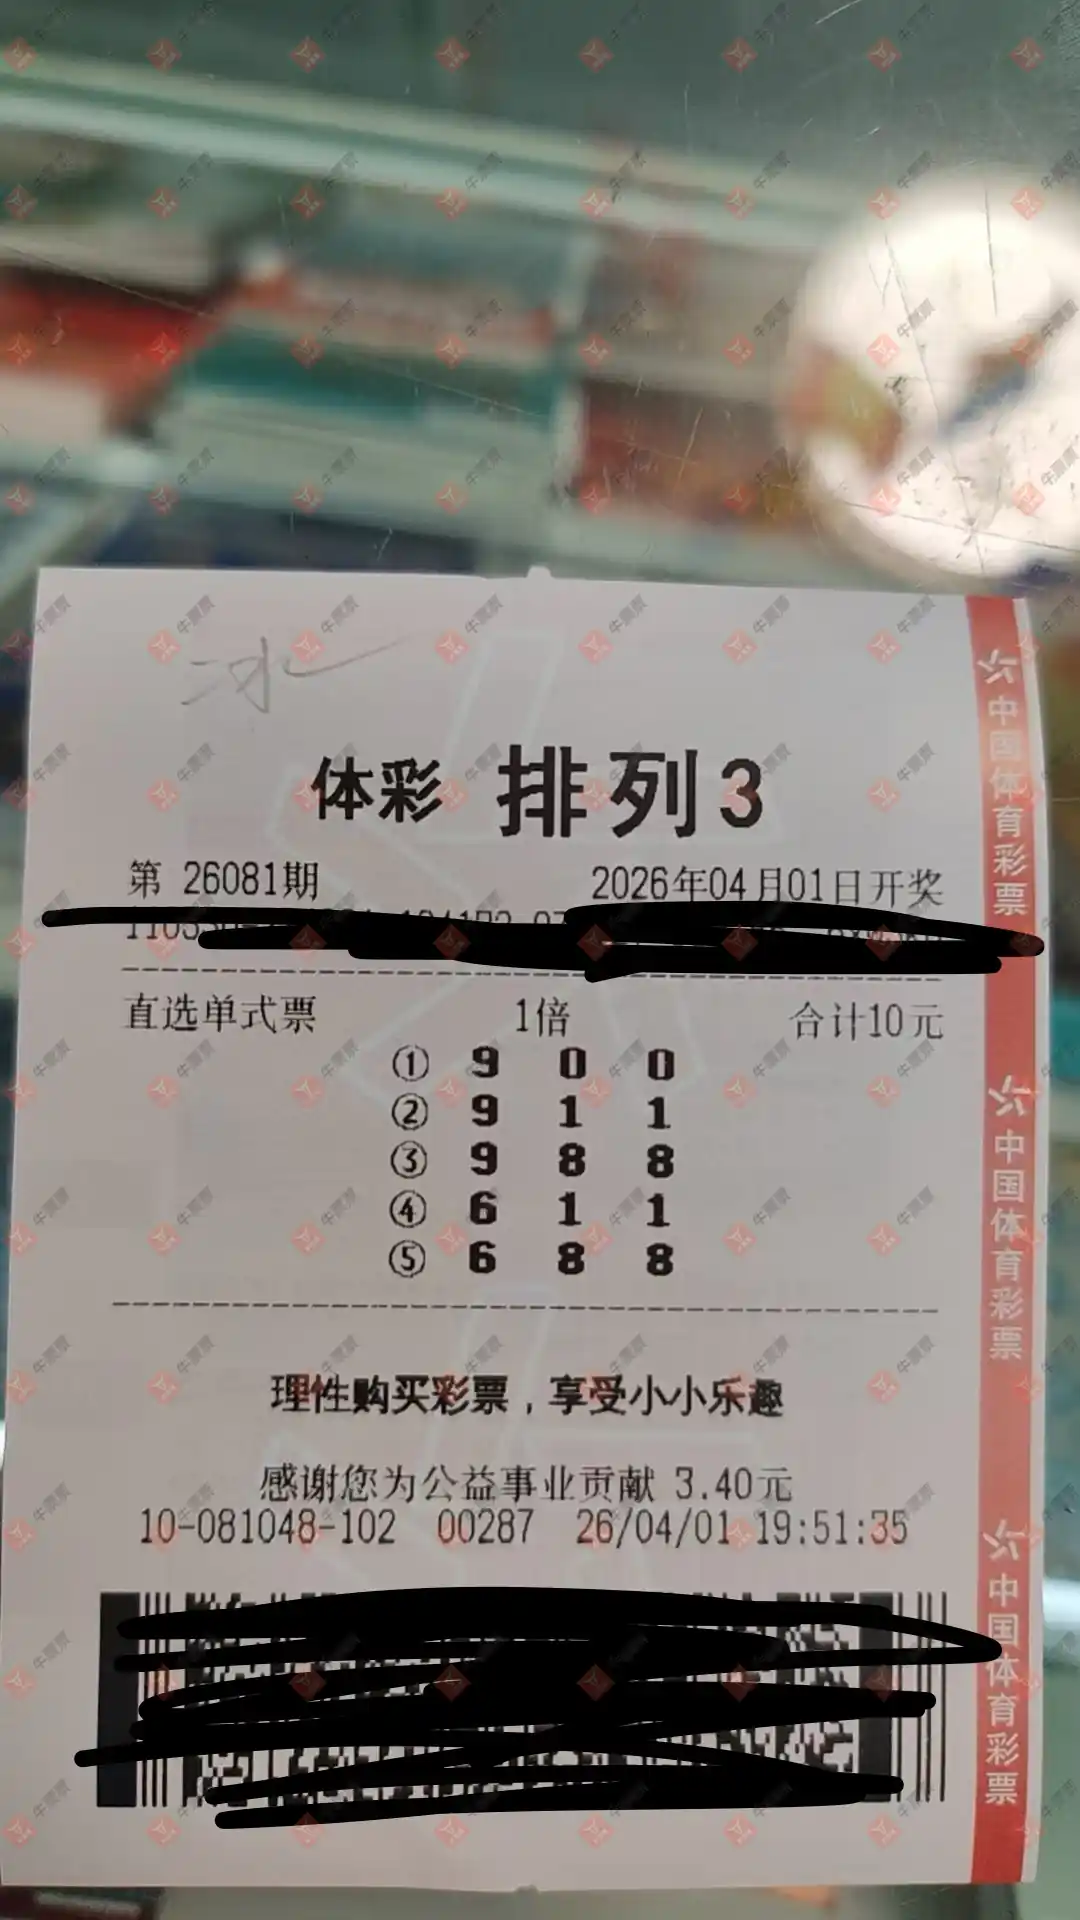 冰
体彩 排列3
第 26081期 2026年04月01日开奖
直选单式票 1倍 合计10元
① 9 0 0
② 9 1 1
③ 9 8 8
④ 6 1 1
⑤ 6 8 8
理性购买彩票，享受小小乐趣
感谢您为公益事业贡献 3.40元
10-081048-102 00287 26/04/01 19:51:35
中国体育彩票
中国体育彩票
中国体育彩票
牛票票